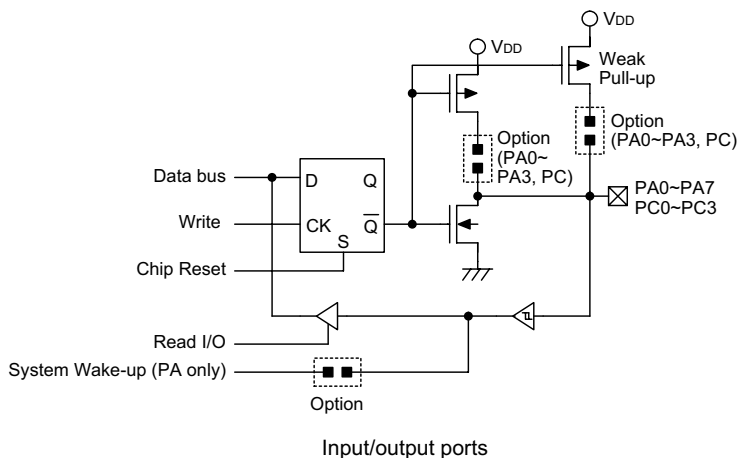 VDD
VDD
Weak
Pull-up
Option
(PA0~PA3, PC)
Option
(PA0~
PA3, PC)
Data bus
D
Q
PA0~PA7
PC0~PC3
Write
CK
Q
S
Chip Reset
Read I/O
System Wake-up (PA only)
Option
Input/output ports